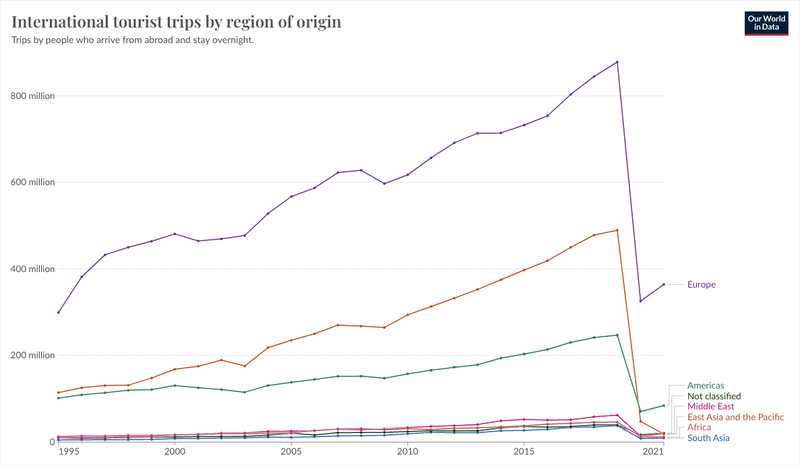 International tourist trips by region of origin
Trips by people who arrive from abroad and stay overnight.
Our World
in Data
800 million
600 million
400 million
200 million
0
1995
2000
2005
2010
2015
2021
Europe
Americas
Not classified
Middle East
East Asia and the Pacific
Africa
South Asia